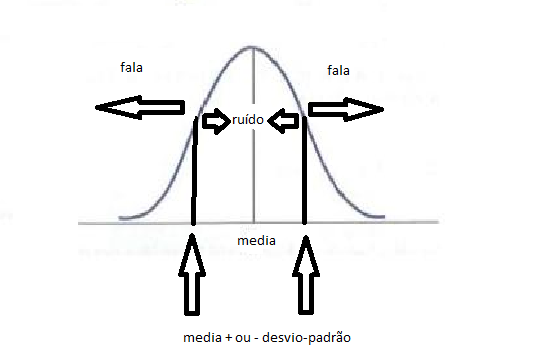 fala
fala
ruído
media
media + ou - desvio-padrão